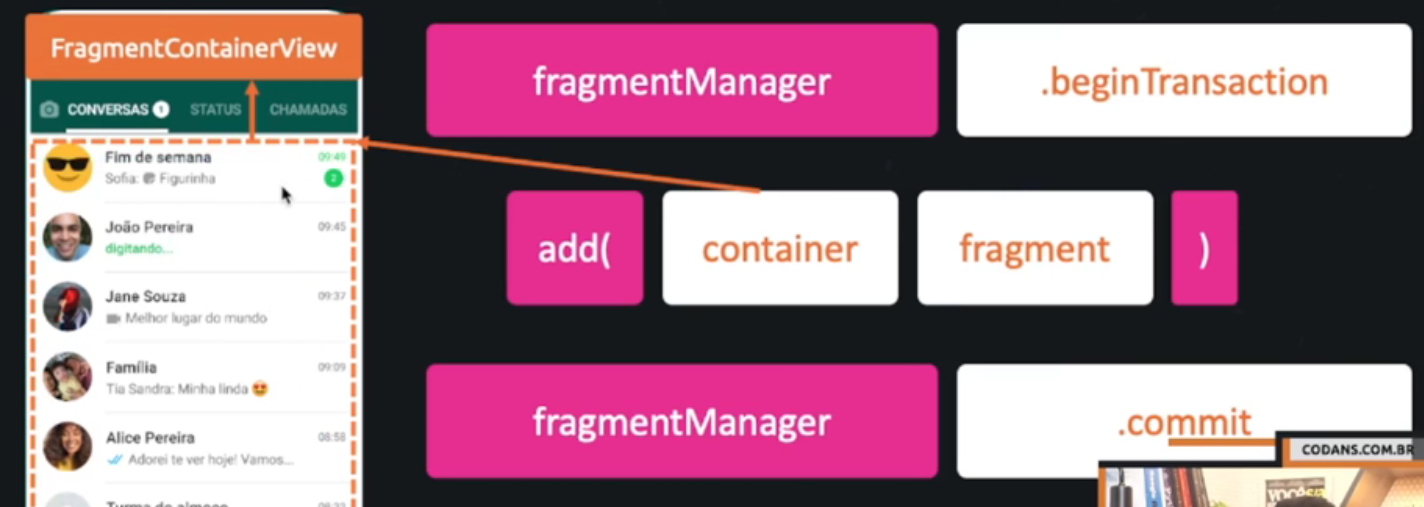 FragmentContainerView
CONVERSAS 1 STATUS CHAMADAS
Fim de semana 09:49
Sofia: Figurinha 2
João Pereira 09:45
digitando...
Jane Souza 09:37
Melhor lugar do mundo
Família 09:09
Tia Sandra: Minha linda 😍
Alice Pereira 08:58
Adorei te ver hoje! Vamos...
fragmentManager .beginTransaction
add( container fragment )
fragmentManager .commit
CODANS.COM.BR